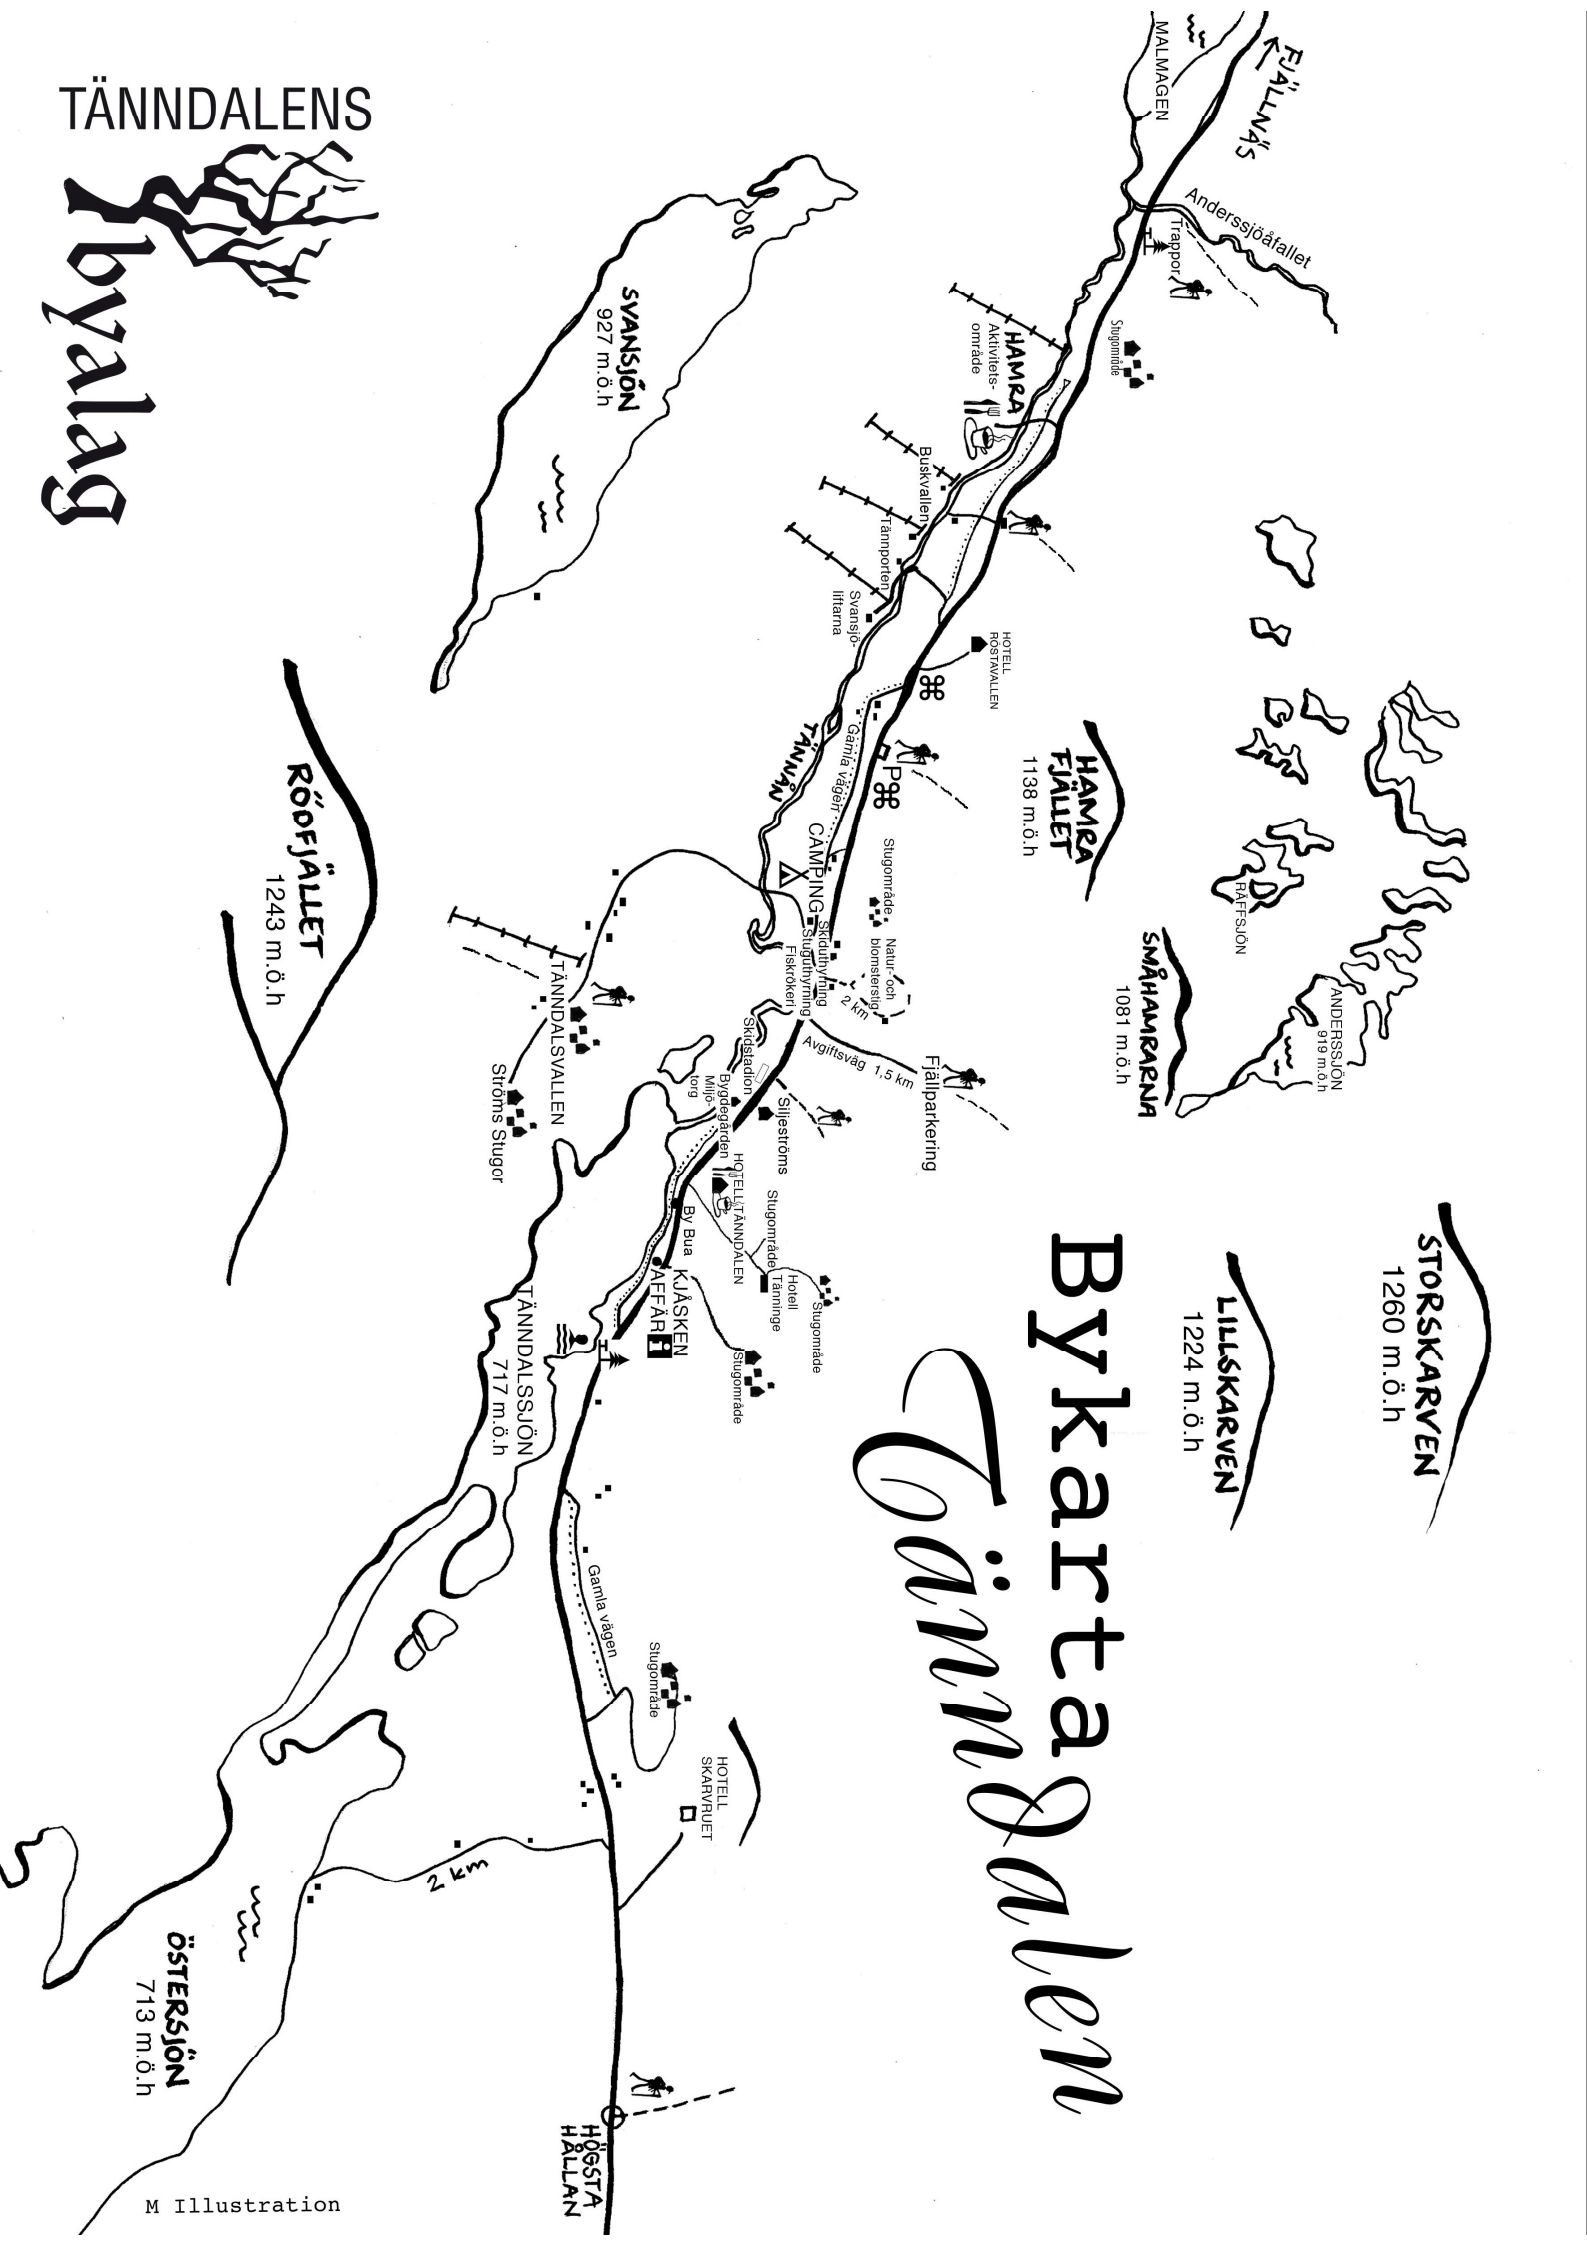 TÄNNDALENS
byalag
Bykarta
Tänndalen
FJÄLLNÄS
MALMAGEN
Anderssjöåfallet
Trappor
Stugområde
HAMRA
Aktivitets-
område
Buskvallen
Tännporten
Svansjö-
liftarna
SVANSJÖN
927 m.ö.h
HOTELL
RÖSTAVALLEN
TÄNNÅN
Gamla vägen
P
CAMPING
HAMRA
FJÄLLET
1138 m.ö.h
RÄFFSJÖN
ANDERSSJÖN
919 m.ö.h
SMÅHAMRARNA
1081 m.ö.h
STORSKARVEN
1260 m.ö.h
LILLSKARVEN
1224 m.ö.h
Stugområde
Natur- och
blomsterstig
2 km
Skiduthyrning
Stuguthyrning
Fiskrökeri
Avgiftsväg 1,5 km
Fjällparkering
RÖDFJÄLLET
1243 m.ö.h
TÄNNDALSVALLEN
Ströms Stugor
Skidstadion
Siljeströms
Bygdegården
Miljö-
torg
HOTELL TÄNNDALEN
Stugområde
Hotell
Tänninge
Stugområde
By Bua
KJÅSKEN
AFFÄR
i
Stugområde
TÄNNDALSSJÖN
717 m.ö.h
Gamla vägen
Stugområde
HOTELL
SKARVRUET
2 km
ÖSTERSJÖN
713 m.ö.h
HÖGSTA
HÄLLAN
M Illustration